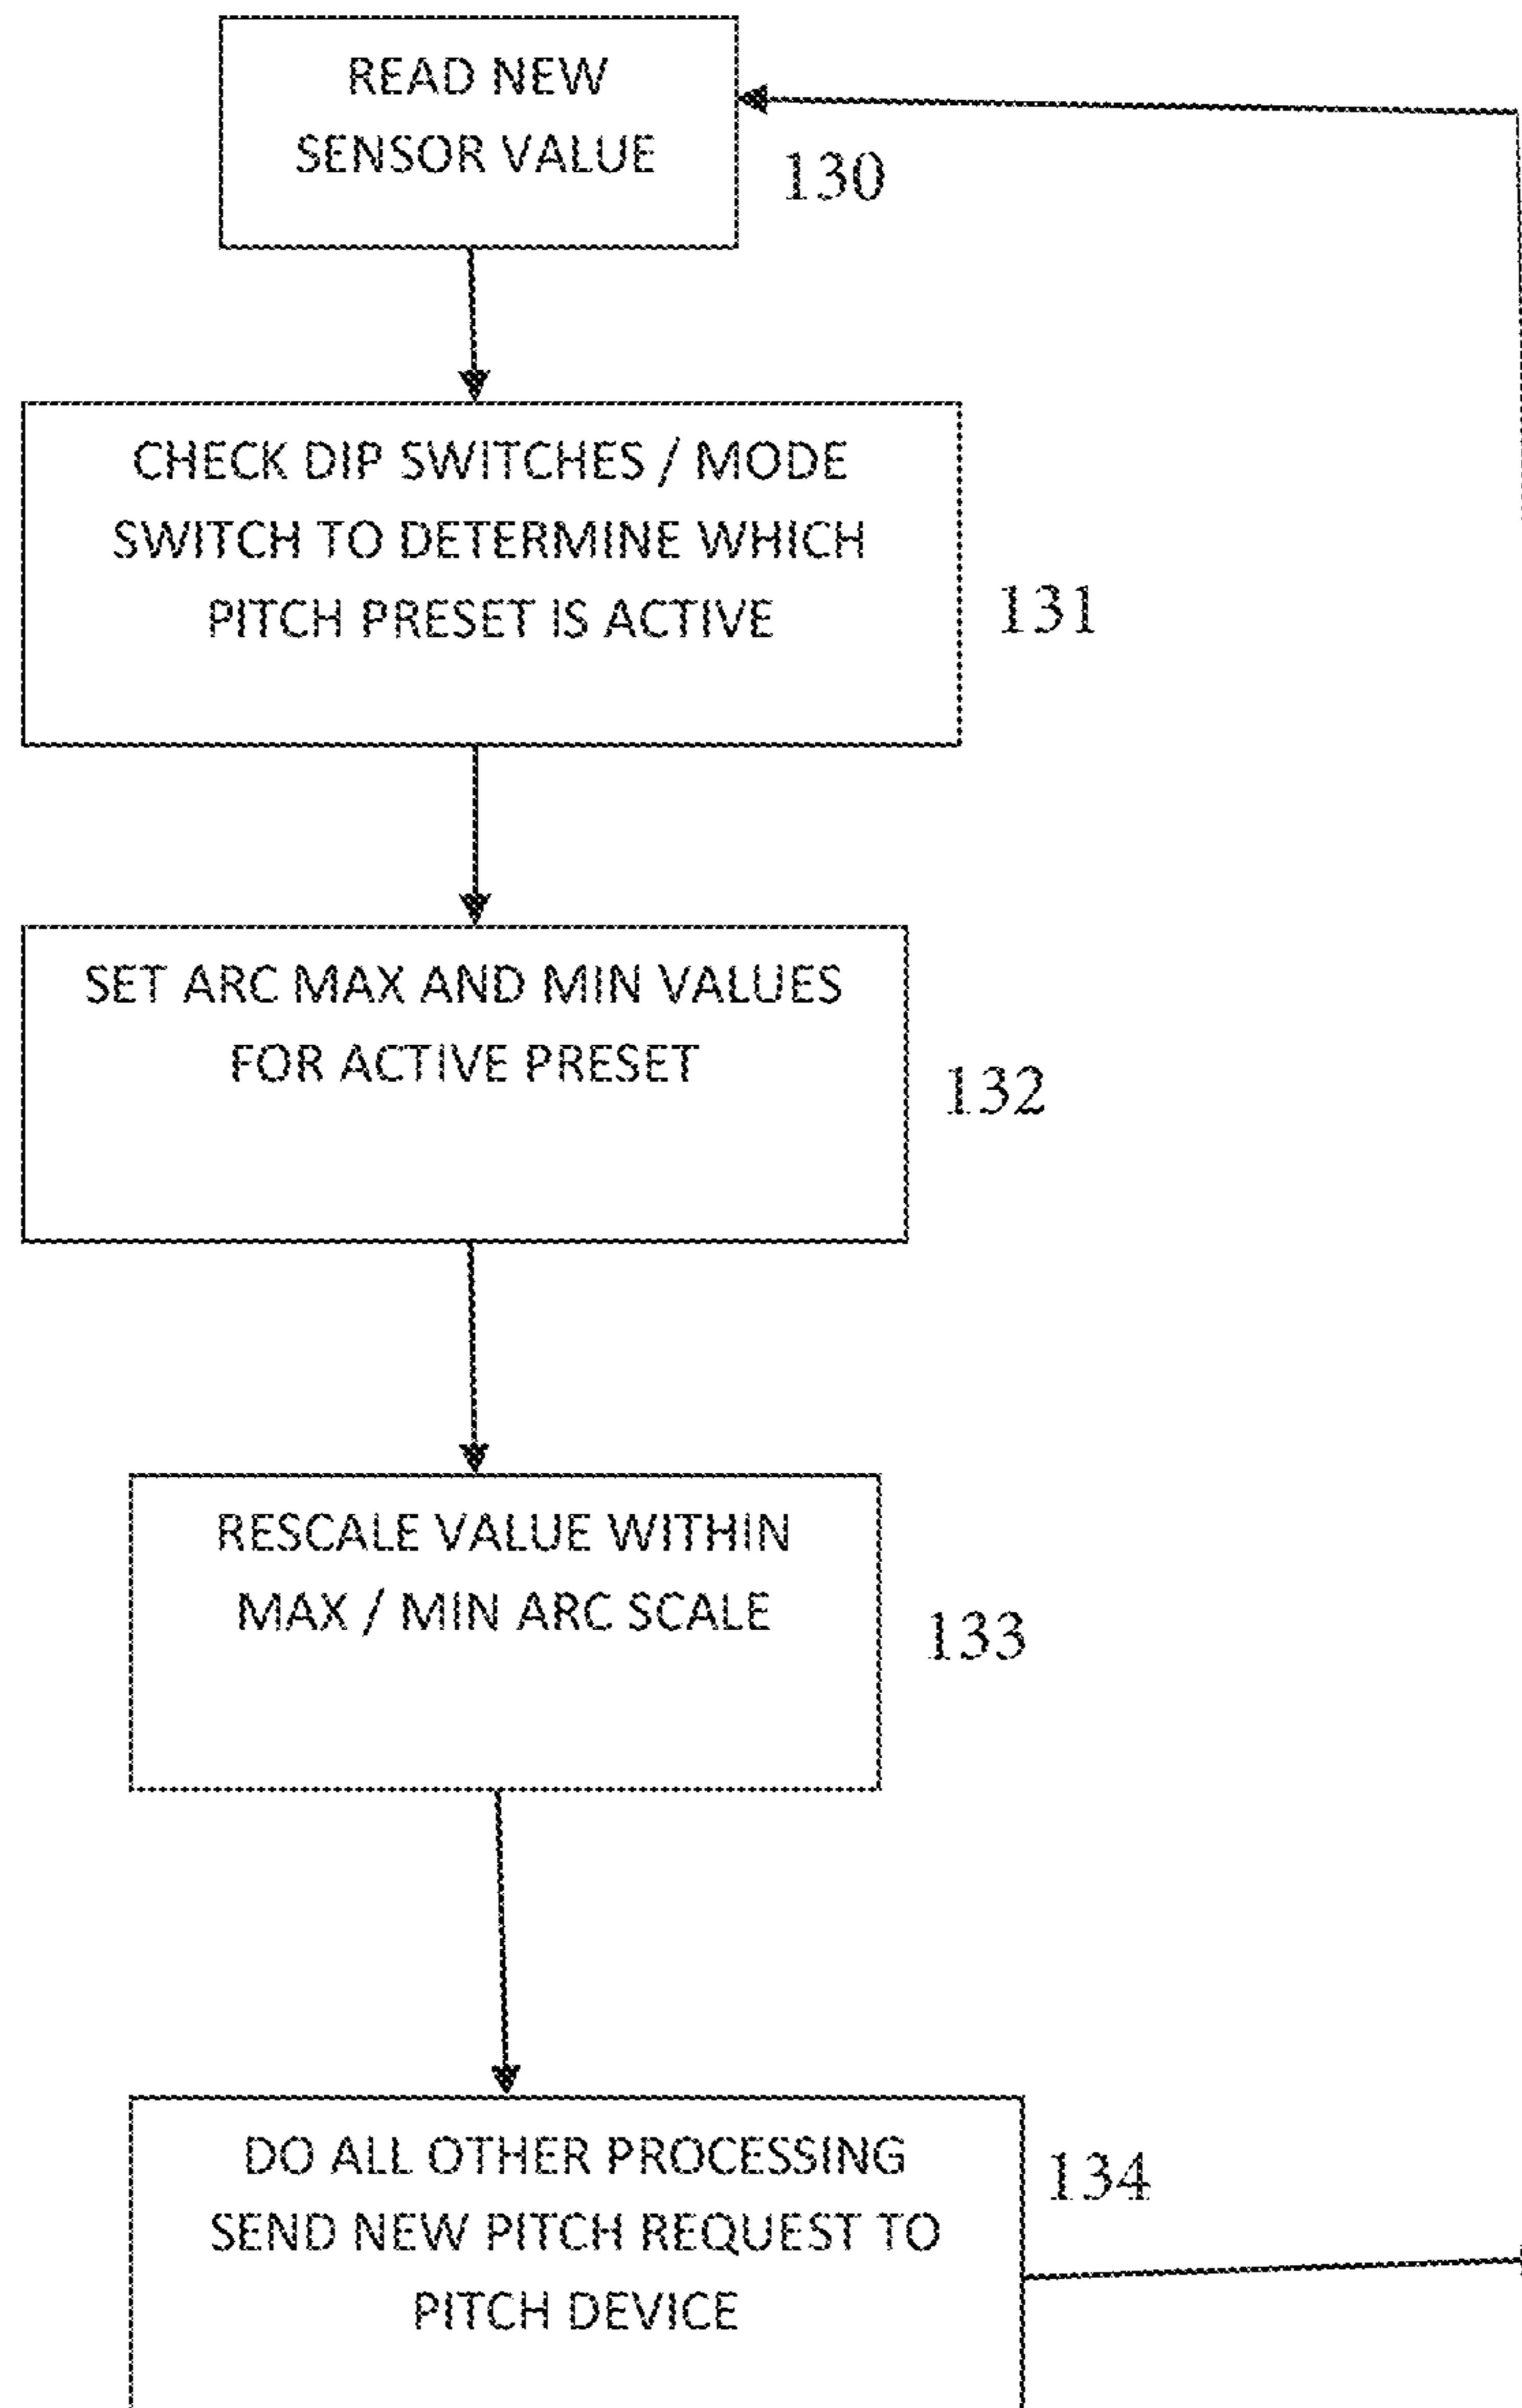 READ NEW
SENSOR VALUE
130
CHECK DIP SWITCHES / MODE
SWITCH TO DETERMINE WHICH
PITCH PRESET IS ACTIVE
131
SET ARC MAX AND MIN VALUES
FOR ACTIVE PRESET
132
RESCALE VALUE WITHIN
MAX / MIN ARC SCALE
133
DO ALL OTHER PROCESSING
134
SEND NEW PITCH REQUEST TO
PITCH DEVICE